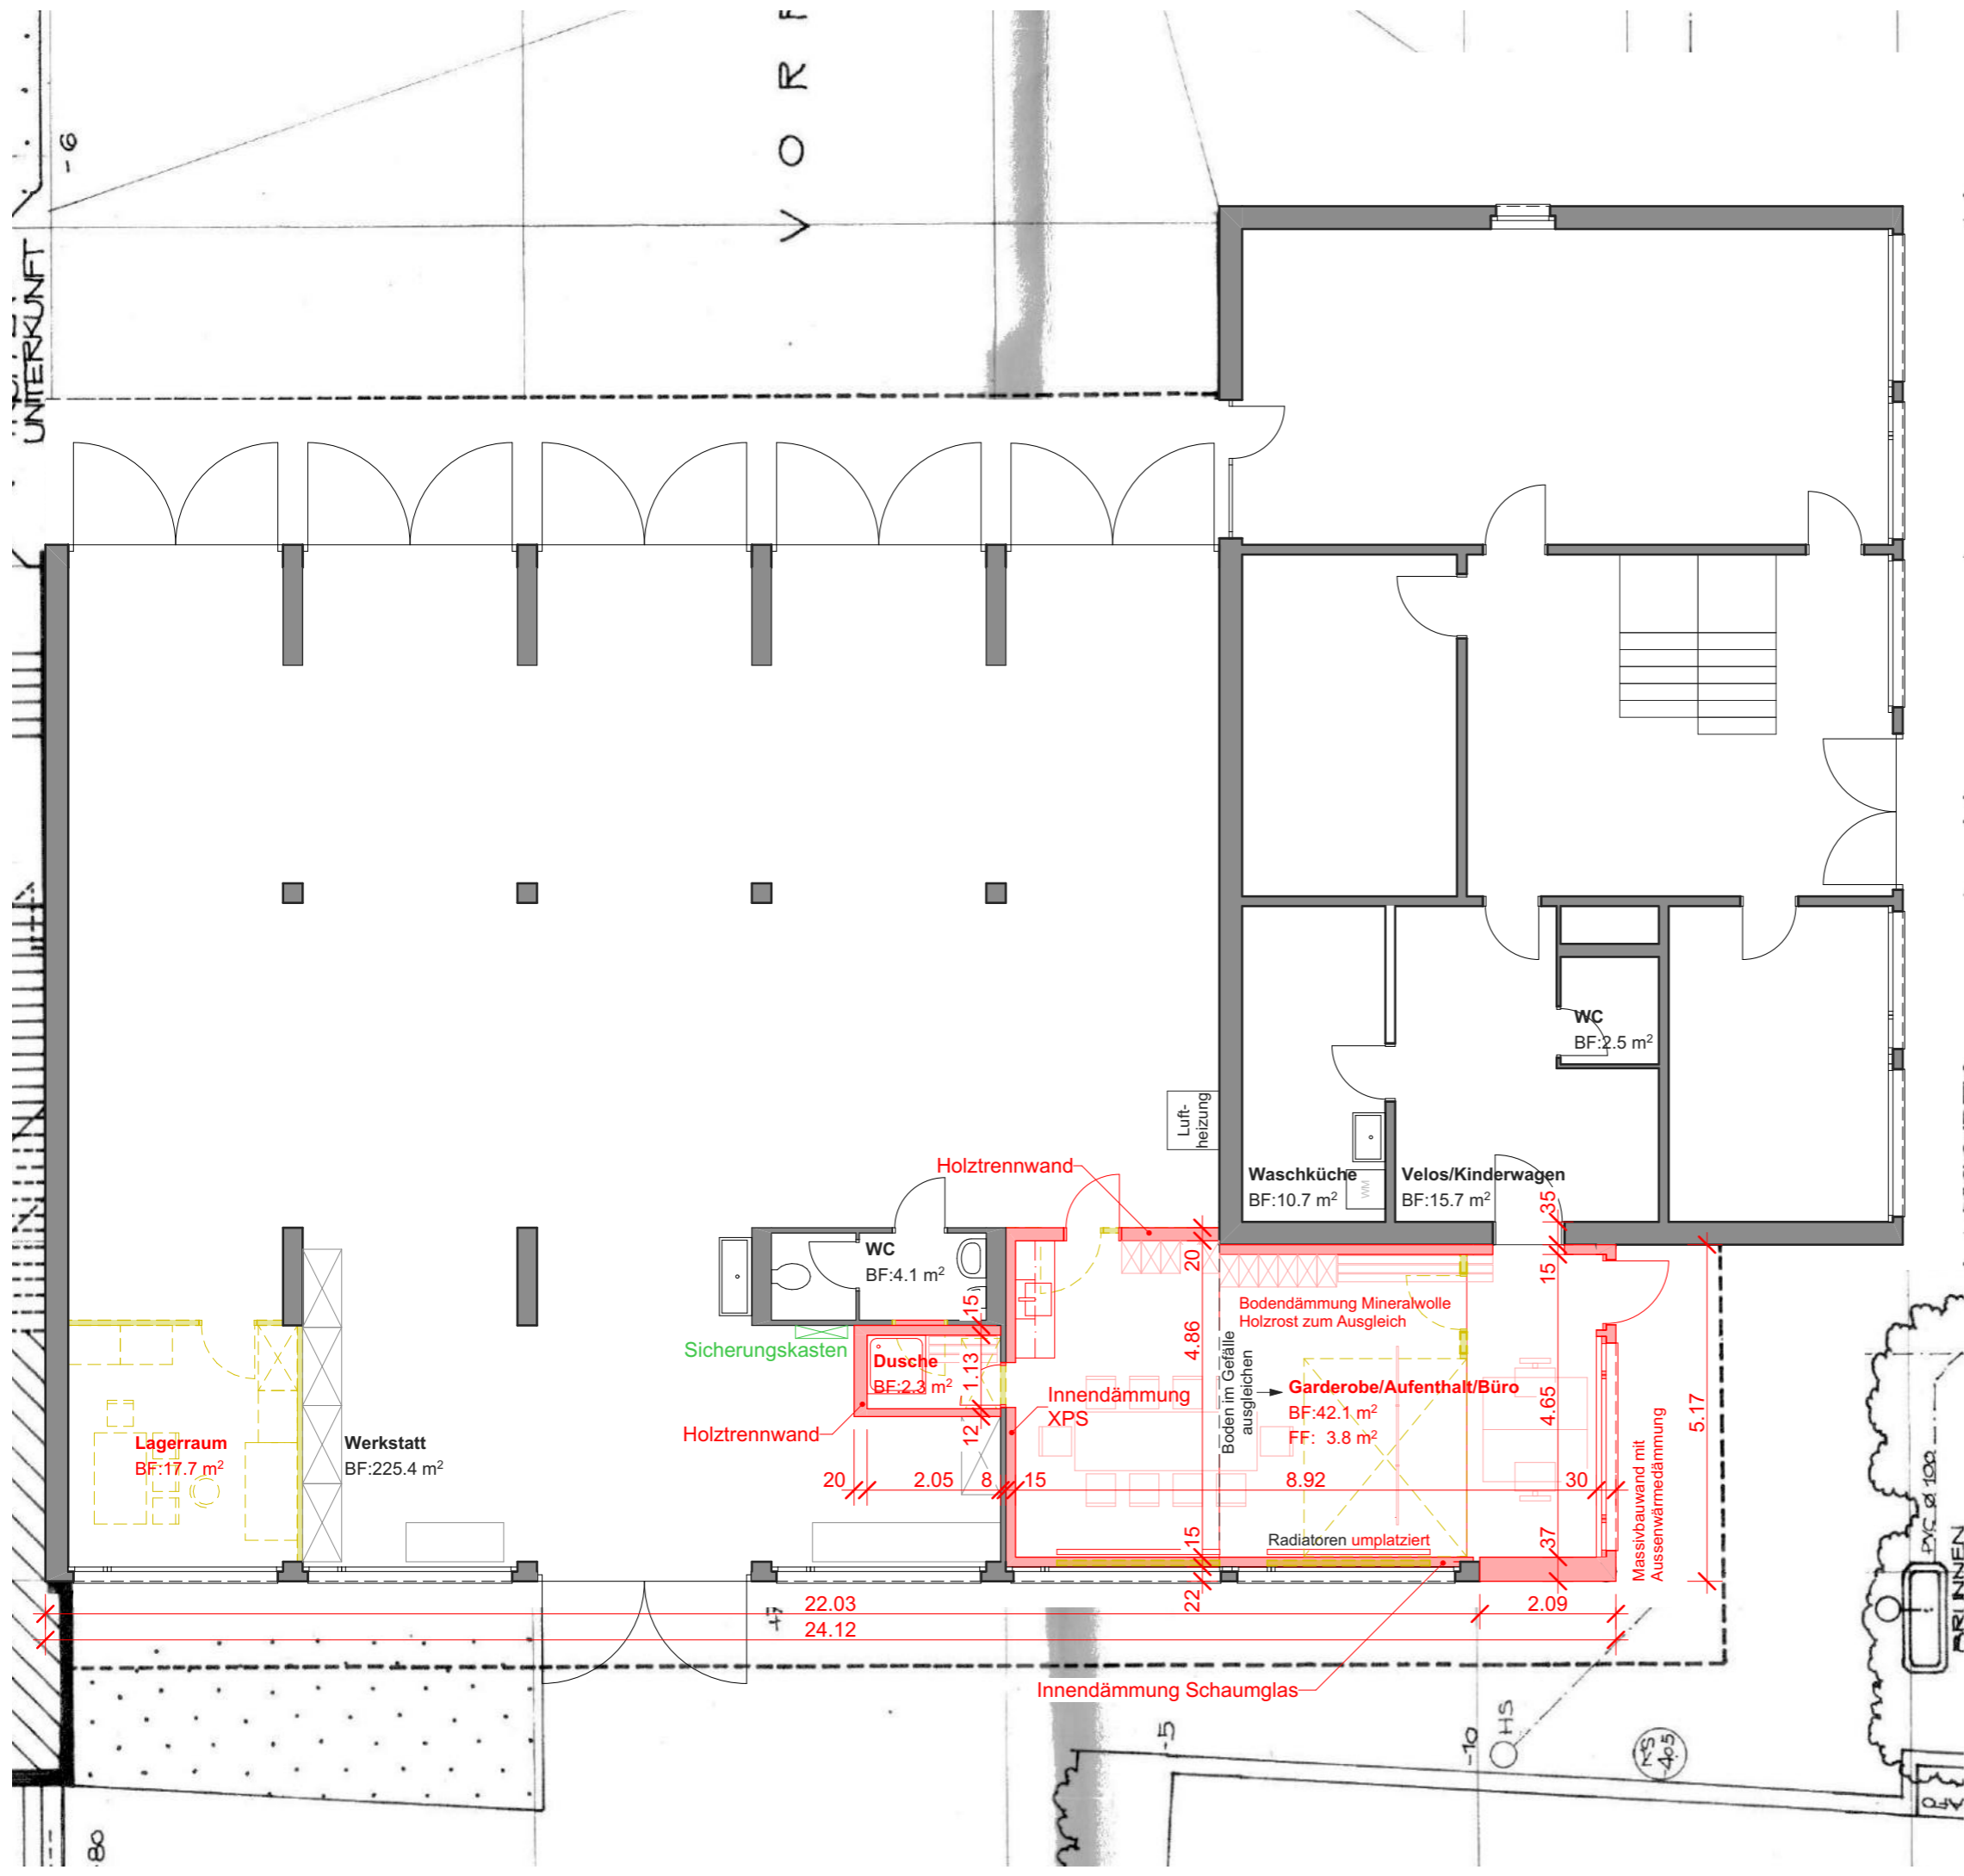 VOR
-6
UNTERKUNFT
Luft-
heizung
WC
BF:2.5 m²
Waschküche
BF:10.7 m²
WM
Velos/Kinderwagen
BF:15.7 m²
35
Holztrennwand
WC
BF:4.1 m²
15
20
15
Bodendämmung Mineralwolle
Holzrost zum Ausgleich
Sicherungskasten
Dusche
BF:2.3 m²
1.13
12
4.86
Boden im Gefälle
ausgleichen
Innendämmung
XPS
Garderobe/Aufenthalt/Büro
BF:42.1 m²
FF: 3.8 m²
4.65
5.17
Massivbauwand mit
Aussenwärmedämmung
Holztrennwand
Lagerraum
BF:17.7 m²
Werkstatt
BF:225.4 m²
20
2.05
8
15
8.92
30
15
Radiatoren umplatziert
37
22
22.03
2.09
24.12
Innendämmung Schaumglas
PVC Ø 100
BRUNNEN
-5
-10
HS
KS
405
-80